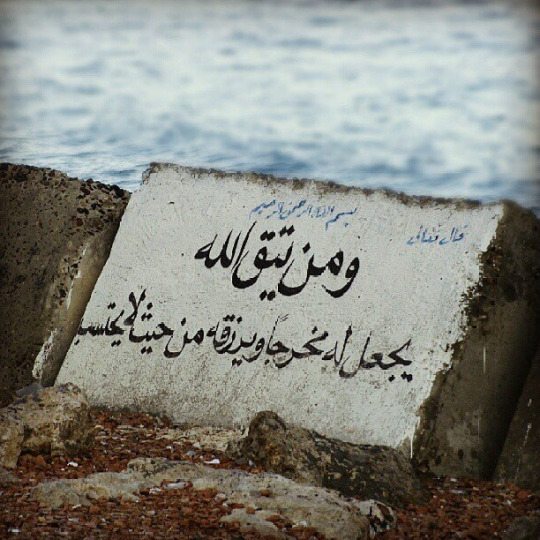 قال تعالى
بسم الله الرحمن الرحيم
ومن يتق الله
يجعل له مخرجاً ويرزقه من حيث لا يحتسب